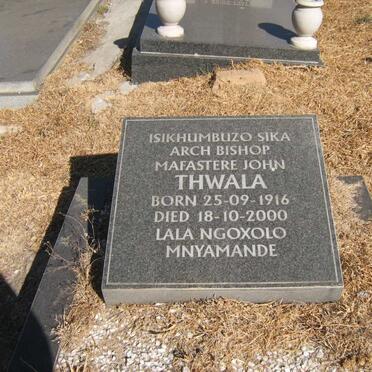 ISIKHUMBUZO SIKA
ARCH BISHOP
MAFASTERE JOHN
THWALA
BORN 25-09-1916
DIED 18-10-2000
LALA NGOXOLO
MNYAMANDE